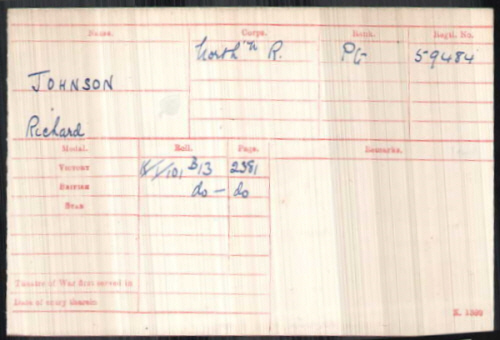 Name. Corps. Rank. Regtl. No.
North'n R. Pte 59484
JOHNSON
Richard
Medal. Roll. Page. Remarks.
VICTORY 101 B13 2381
BRITISH do - do
STAR
Theatre of War first served in
Date of entry therein
K. 1380